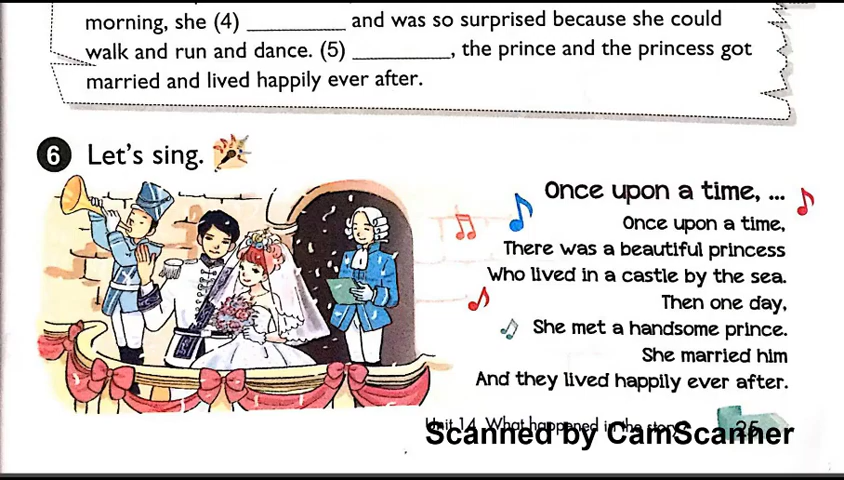 morning, she (4) __________ and was so surprised because she could
walk and run and dance. (5) __________, the prince and the princess got
married and lived happily ever after.
6 Let's sing.
Once upon a time, ...
Once upon a time,
There was a beautiful princess
Who lived in a castle by the sea.
Then one day,
She met a handsome prince.
She married him
And they lived happily ever after.
Unit 14 What happened in the story? 25
Scanned by CamScanner